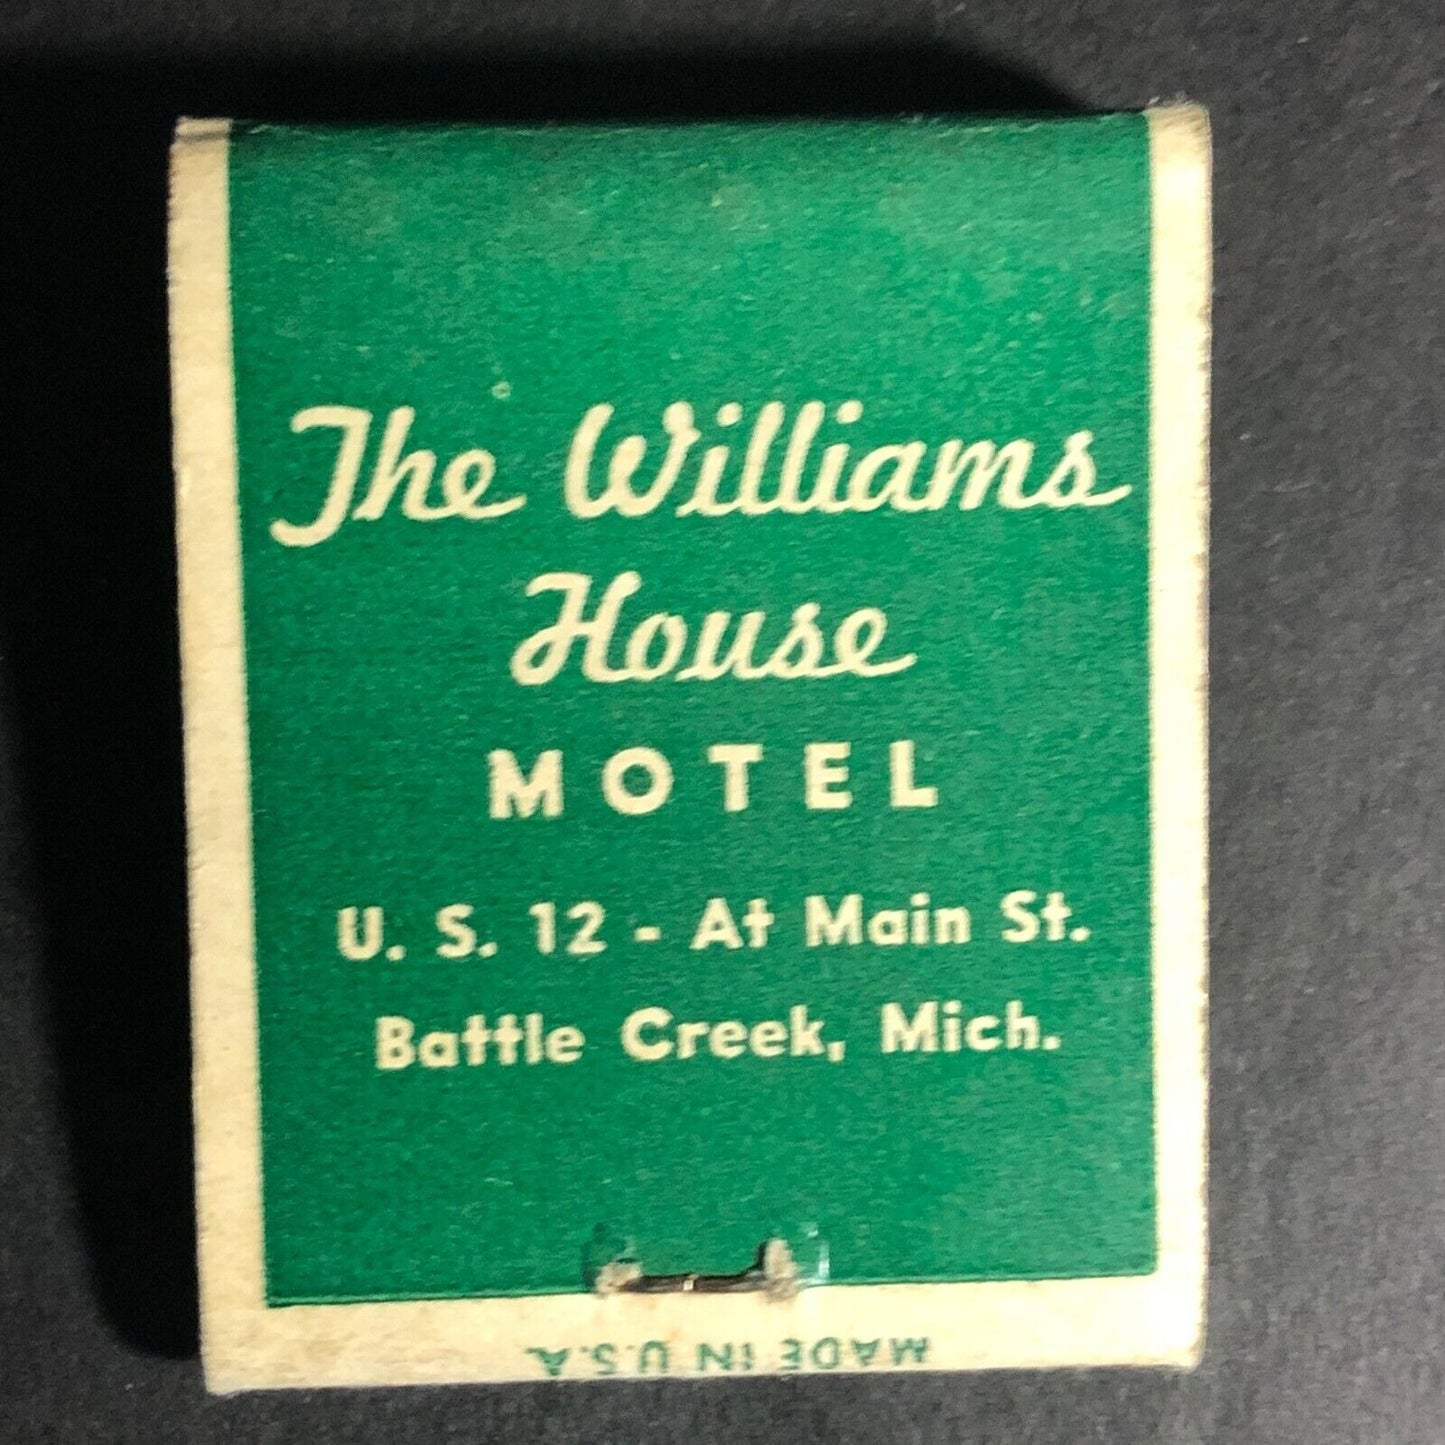 The Williams
House
MOTEL
U. S. 12 - At Main St.
Battle Creek, Mich.
MADE IN U.S.A.